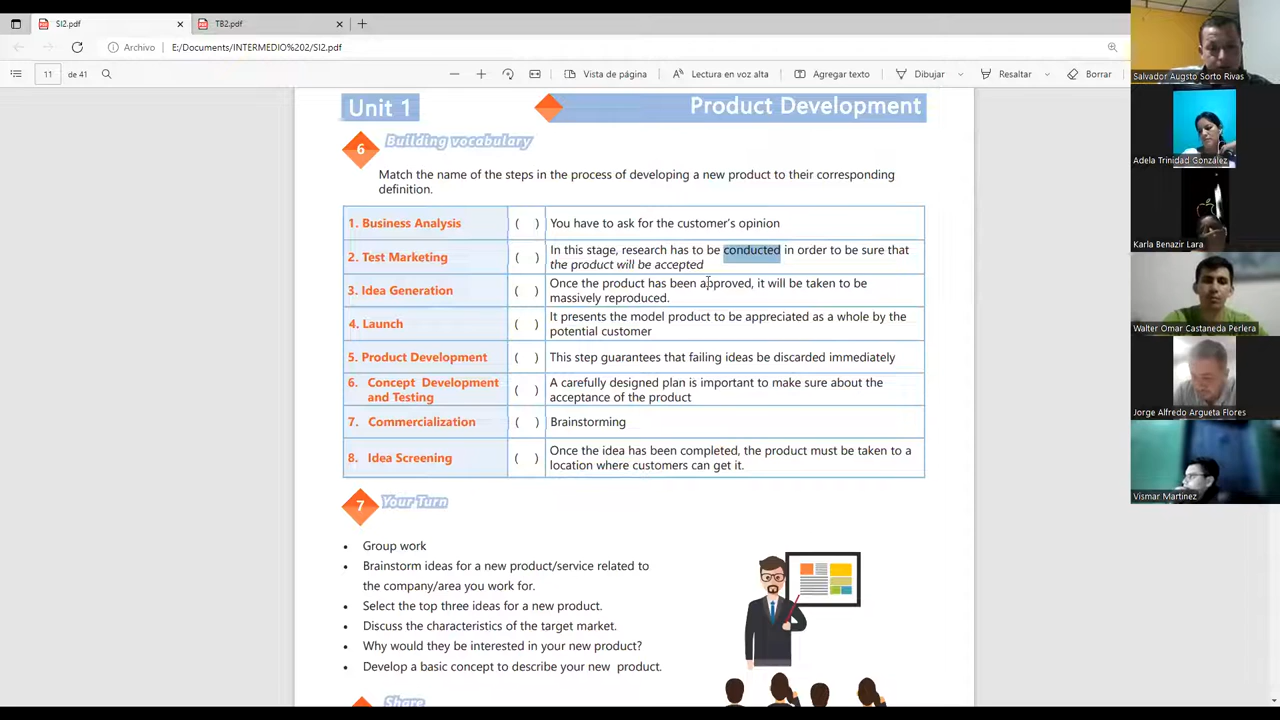 SI2.pdf
TB2.pdf
Archivo E:/Documents/INTERMEDIO%202/SI2.pdf
11 de 41
Vista de página
Lectura en voz alta
Agregar texto
Dibujar
Resaltar
Borrar
Unit 1
Product Development
6
Building vocabulary
Match the name of the steps in the process of developing a new product to their corresponding
definition.
1. Business Analysis ( ) You have to ask for the customer's opinion
2. Test Marketing ( ) In this stage, research has to be conducted in order to be sure that
the product will be accepted
3. Idea Generation ( ) Once the product has been approved, it will be taken to be
massively reproduced.
4. Launch ( ) It presents the model product to be appreciated as a whole by the
potential customer
5. Product Development ( ) This step guarantees that failing ideas be discarded immediately
6. Concept Development
and Testing ( ) A carefully designed plan is important to make sure about the
acceptance of the product
7. Commercialization ( ) Brainstorming
8. Idea Screening ( ) Once the idea has been completed, the product must be taken to a
location where customers can get it.
7
Your Turn
• Group work
• Brainstorm ideas for a new product/service related to
the company/area you work for.
• Select the top three ideas for a new product.
• Discuss the characteristics of the target market.
• Why would they be interested in your new product?
• Develop a basic concept to describe your new product.
Share
Salvador Augsto Sorto Rivas
Adela Trinidad González
Karla Benazir Lara
Walter Omar Castaneda Perlera
Jorge Alfredo Argueta Flores
Vismar Martinez